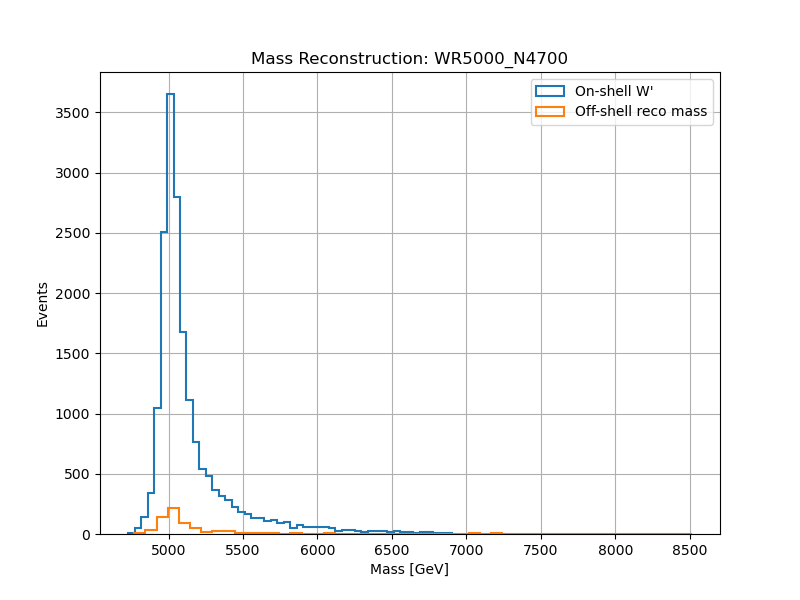 Mass Reconstruction: WR5000_N4700
On-shell W'
Off-shell reco mass
3500
3000
2500
2000
1500
1000
500
0
Events
5000 5500 6000 6500 7000 7500 8000 8500
Mass [GeV]